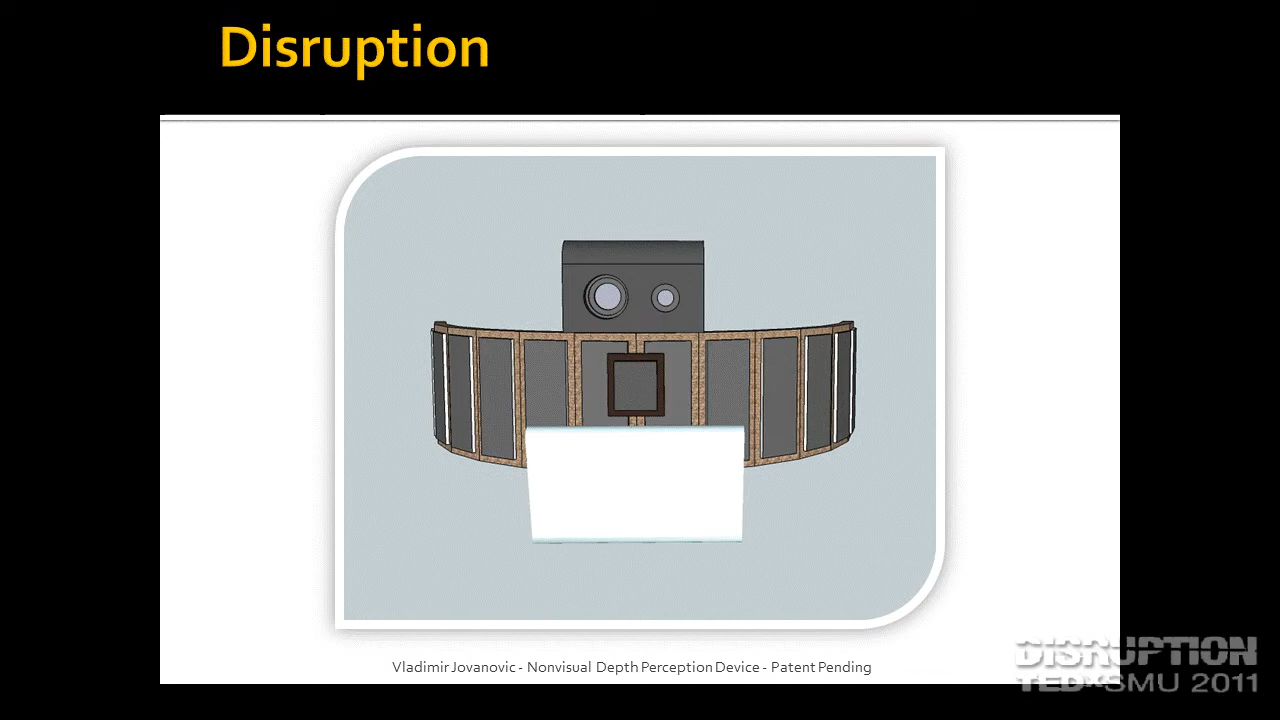 Disruption
Vladimir Jovanovic - Nonvisual Depth Perception Device - Patent Pending
DISRUPTION
TEDxSMU 2011